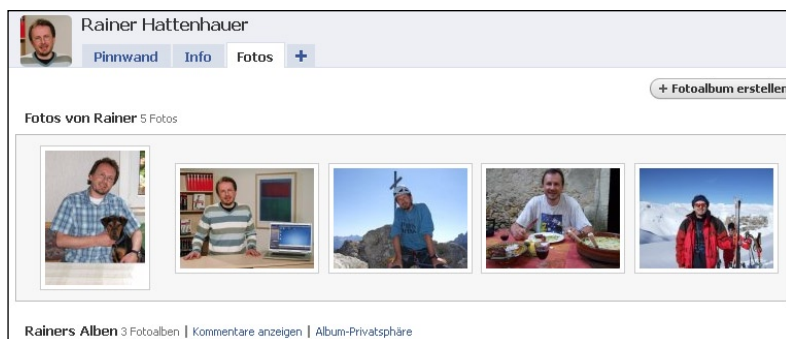 Rainer Hattenhauer
Pinnwand Info Fotos +
+ Fotoalbum erstellen
Fotos von Rainer 5 Fotos
Rainers Alben 3 Fotoalben | Kommentare anzeigen | Album-Privatsphäre